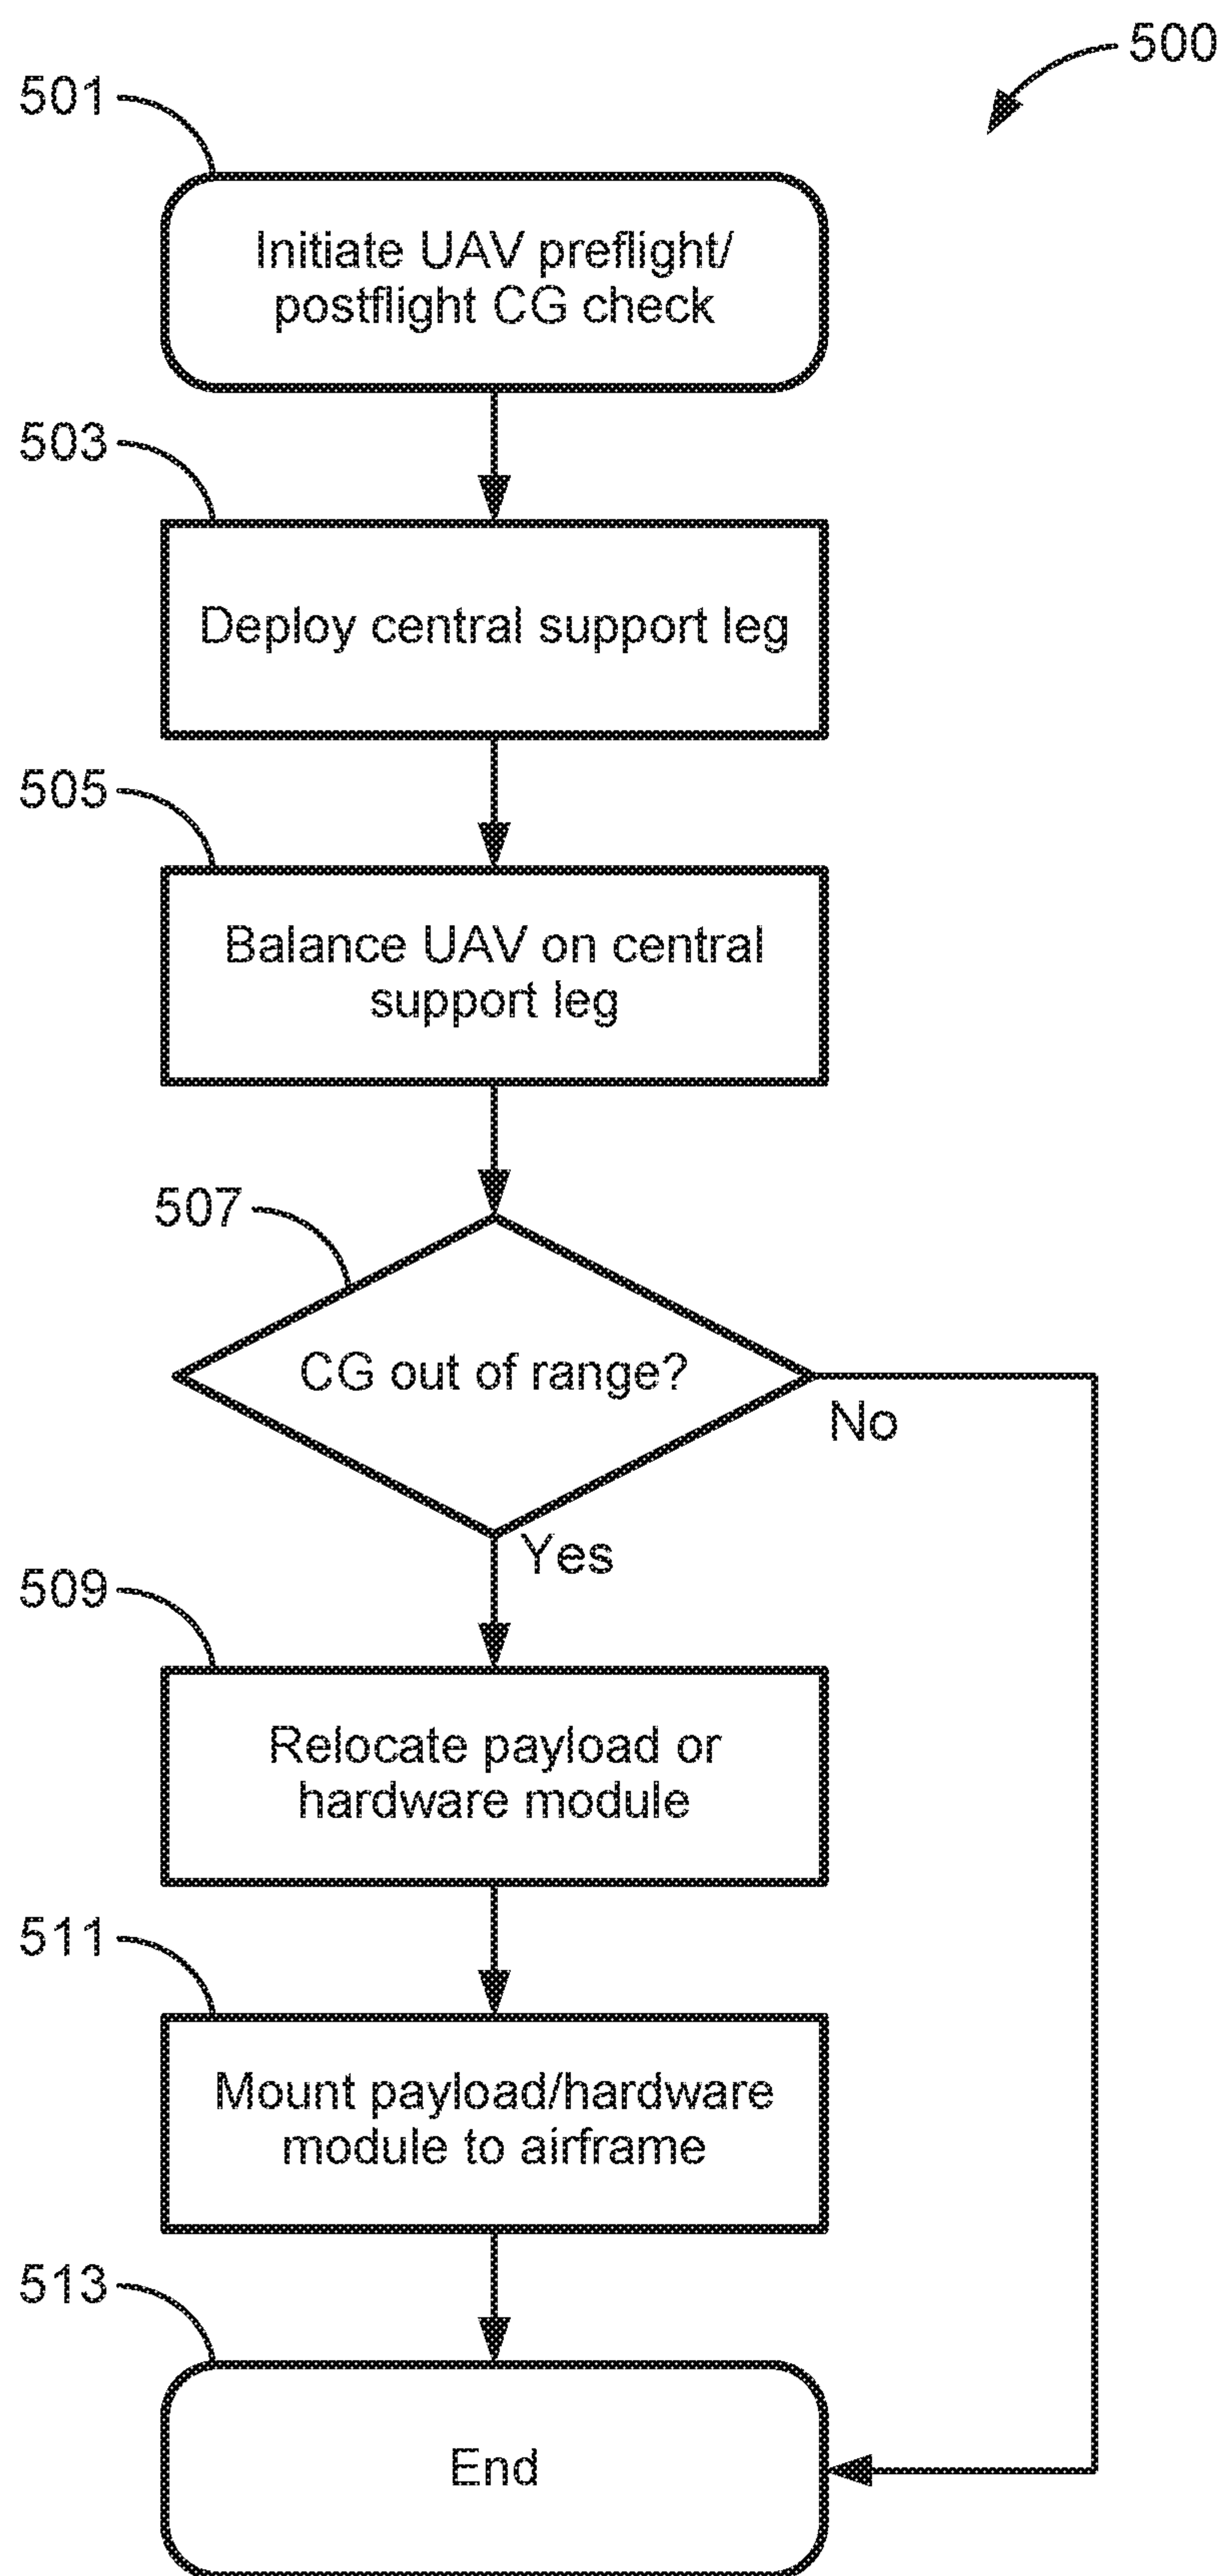 500
501
Initiate UAV preflight/
postflight CG check
503
Deploy central support leg
505
Balance UAV on central
support leg
507
CG out of range?
No
Yes
509
Relocate payload or
hardware module
511
Mount payload/hardware
module to airframe
513
End